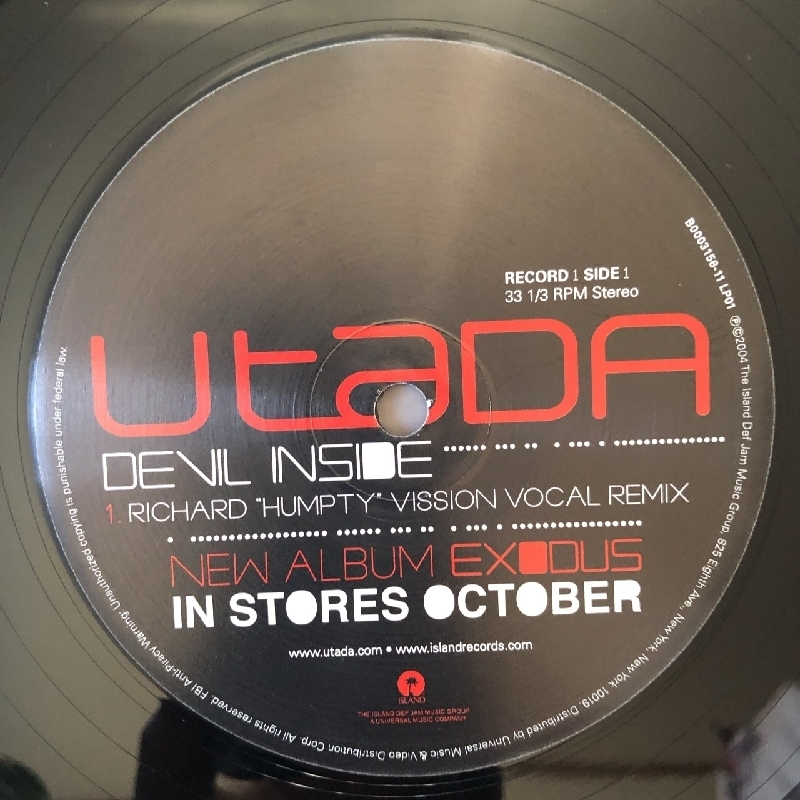 RECORD 1 SIDE 1
33 1/3 RPM Stereo
UtaDA
DEVIL INSIDE
1. RICHARD "HUMPTY" VISSION VOCAL REMIX
NEW ALBUM EXODUS
IN STORES OCTOBER
www.utada.com • www.islandrecords.com
ISLAND
THE ISLAND DEF JAM MUSIC GROUP
A UNIVERSAL MUSIC COMPANY
B0003156-11 LP01 ℗©2004 The Island Def Jam Music Group 825 Eighth Ave., New York, New York 10019. Distributed by Universal Music & Video Distribution Corp. All rights reserved. FBI Anti-Piracy Warning: Unauthorized copying is punishable under federal law.